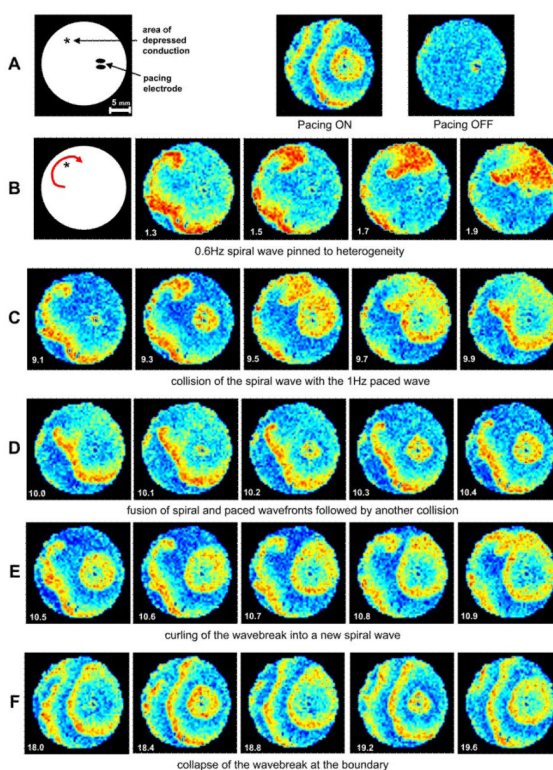 area of
depressed
conduction
*
pacing
electrode
5 mm
A
Pacing ON
Pacing OFF
B
*
1.3
1.5
1.7
1.9
0.6Hz spiral wave pinned to heterogeneity
C
9.1
9.3
9.5
9.7
9.9
collision of the spiral wave with the 1Hz paced wave
D
10.0
10.1
10.2
10.3
10.4
fusion of spiral and paced wavefronts followed by another collision
E
10.5
10.6
10.7
10.8
10.9
curling of the wavebreak into a new spiral wave
F
18.0
18.4
18.8
19.2
19.6
collapse of the wavebreak at the boundary